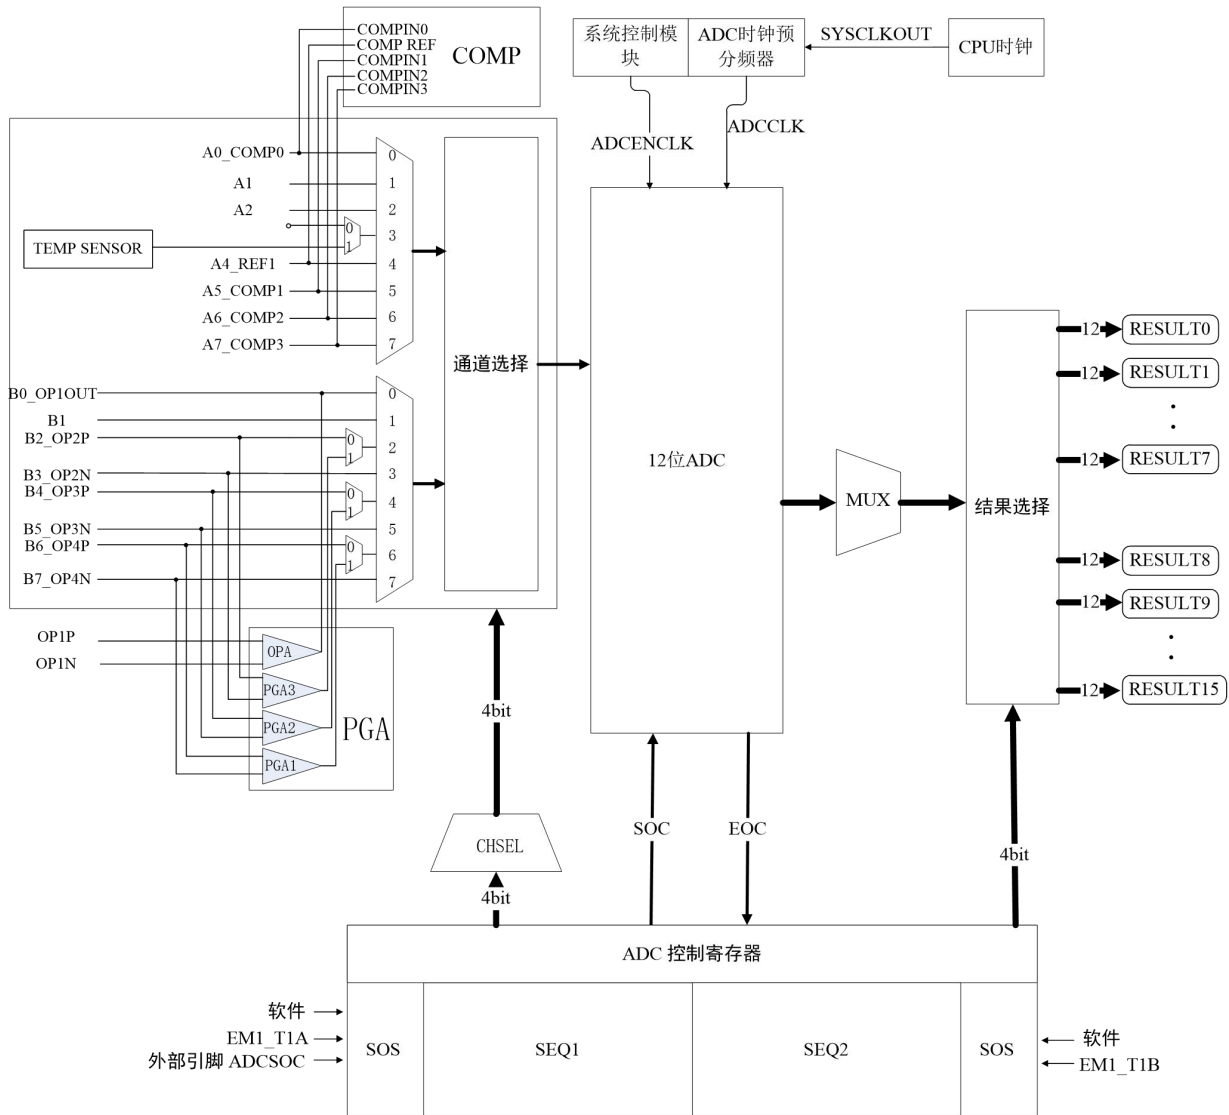 COMPIN0
COMP REF
COMPIN1
COMPIN2
COMPIN3
COMP
系统控制模
块
ADC时钟预
分频器
SYSCLKOUT
CPU时钟
ADCENCLK
ADCCLK
A0_COMP0
A1
A2
TEMP SENSOR
A4_REF1
A5_COMP1
A6_COMP2
A7_COMP3
0
1
2
0
1
3
4
5
6
7
通道选择
B0_OP1OUT
B1
B2_OP2P
B3_OP2N
B4_OP3P
B5_OP3N
B6_OP4P
B7_OP4N
0
1
0
1
2
3
0
1
4
5
0
1
6
7
OP1P
OP1N
OPA
PGA3
PGA2
PGA1
PGA
12位ADC
MUX
结果选择
12
RESULT0
12
RESULT1
12
RESULT7
12
RESULT8
12
RESULT9
12
RESULT15
4bit
CHSEL
4bit
SOC
EOC
4bit
ADC 控制寄存器
软件
EM1_T1A
外部引脚 ADCSOC
SOS
SEQ1
SEQ2
SOS
软件
EM1_T1B